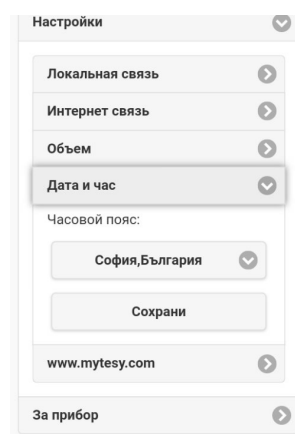 Настройки
Локальная связь
Интернет связь
Объем
Дата и час
Часовой пояс:
София,България
Сохрани
www.mytesy.com
За прибор